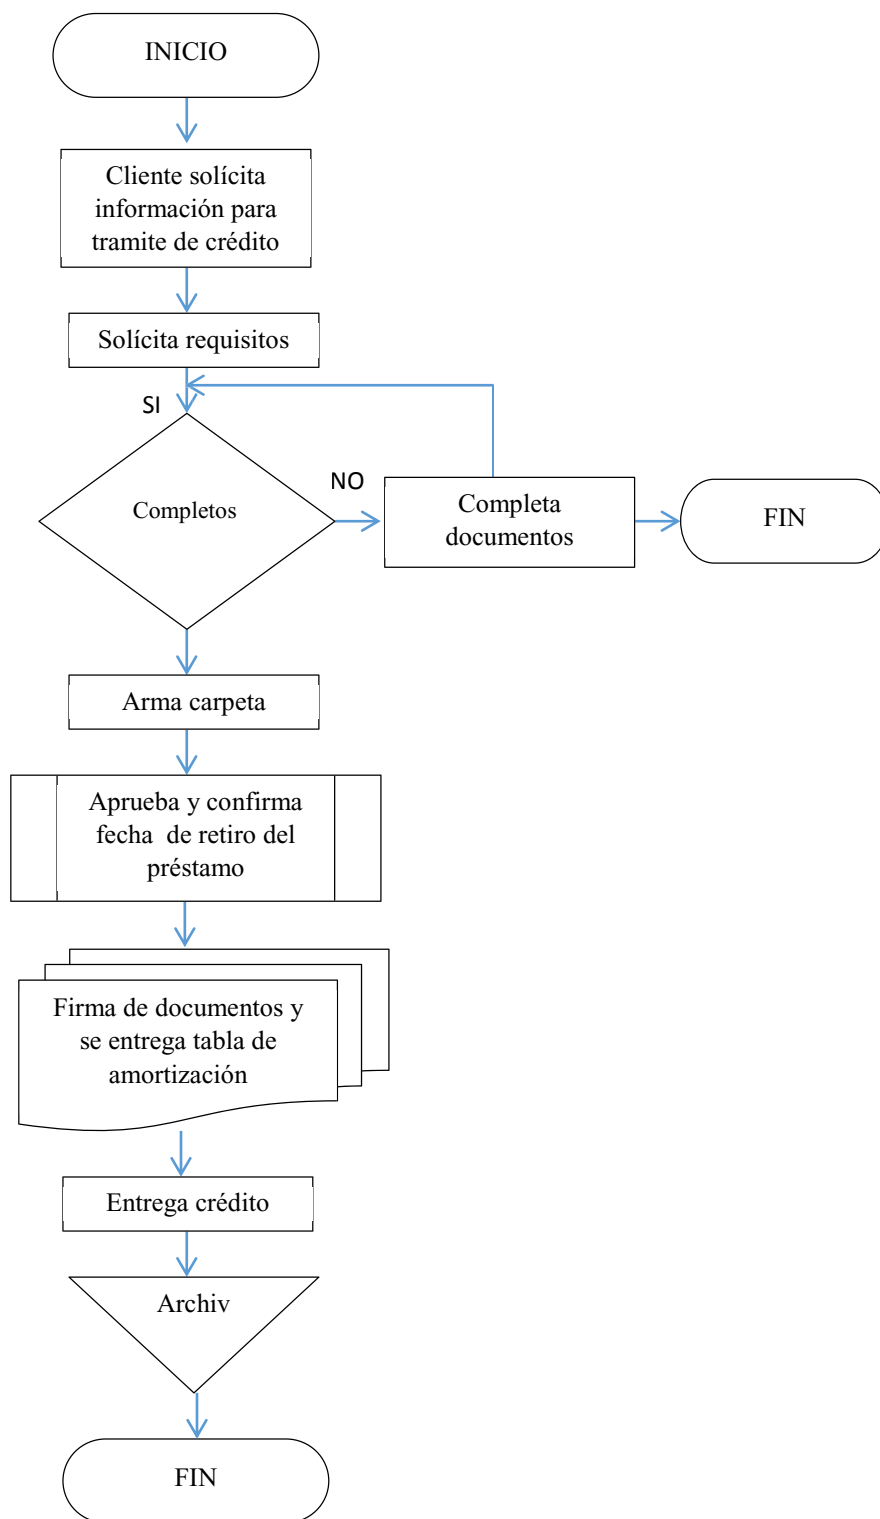 INICIO
Cliente solícita
información para
tramite de crédito
Solícita requisitos
SI
Completos
NO
Completa
documentos
FIN
Arma carpeta
Aprueba y confirma
fecha  de retiro del
préstamo
Firma de documentos y
se entrega tabla de
amortización
Entrega crédito
Archiv
FIN